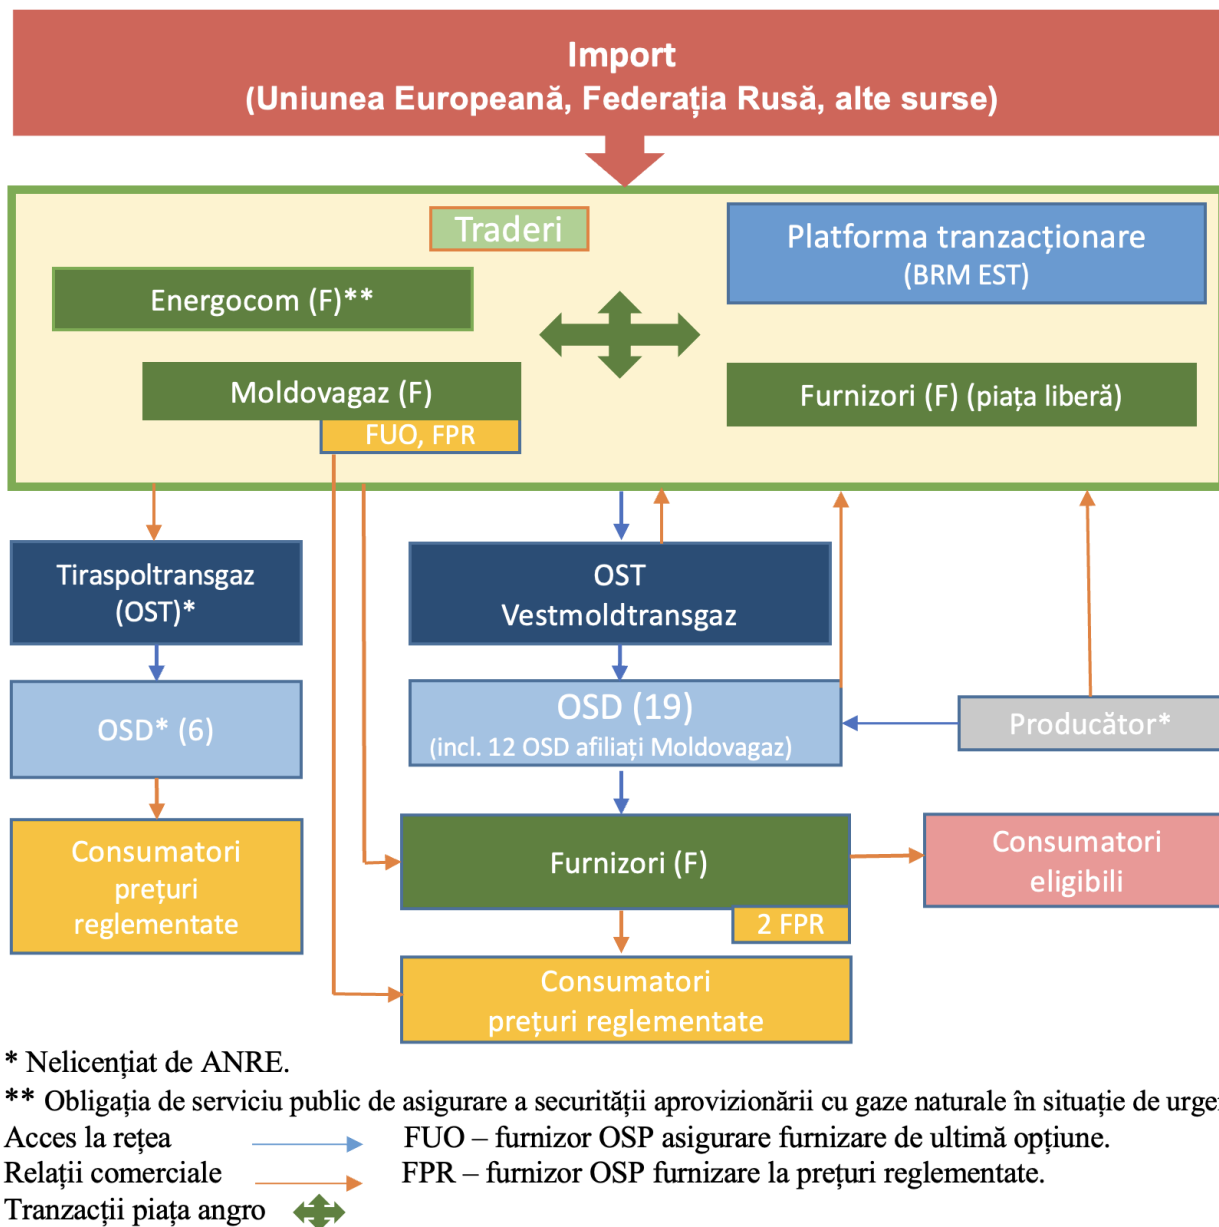 Import
(Uniunea Europeană, Federația Rusă, alte surse)
Traderi
Platforma tranzacționare
(BRM EST)
Energocom (F)**
Moldovagaz (F)
FUO, FPR
Furnizori (F) (piața liberă)
Tiraspoltransgaz
(OST)*
OST
Vestmoldtransgaz
OSD* (6)
OSD (19)
(incl. 12 OSD afiliați Moldovagaz)
Producător*
Consumatori
prețuri
reglementate
Furnizori (F)
2 FPR
Consumatori
eligibili
Consumatori
prețuri reglementate
* Nelicențiat de ANRE.
** Obligația de serviciu public de asigurare a securității aprovizionării cu gaze naturale în situație de
Acces la rețea
FUO – furnizor OSP asigurare furnizare de ultimă opțiune.
Relații comerciale
FPR – furnizor OSP furnizare la prețuri reglementate.
Tranzacții piața angro